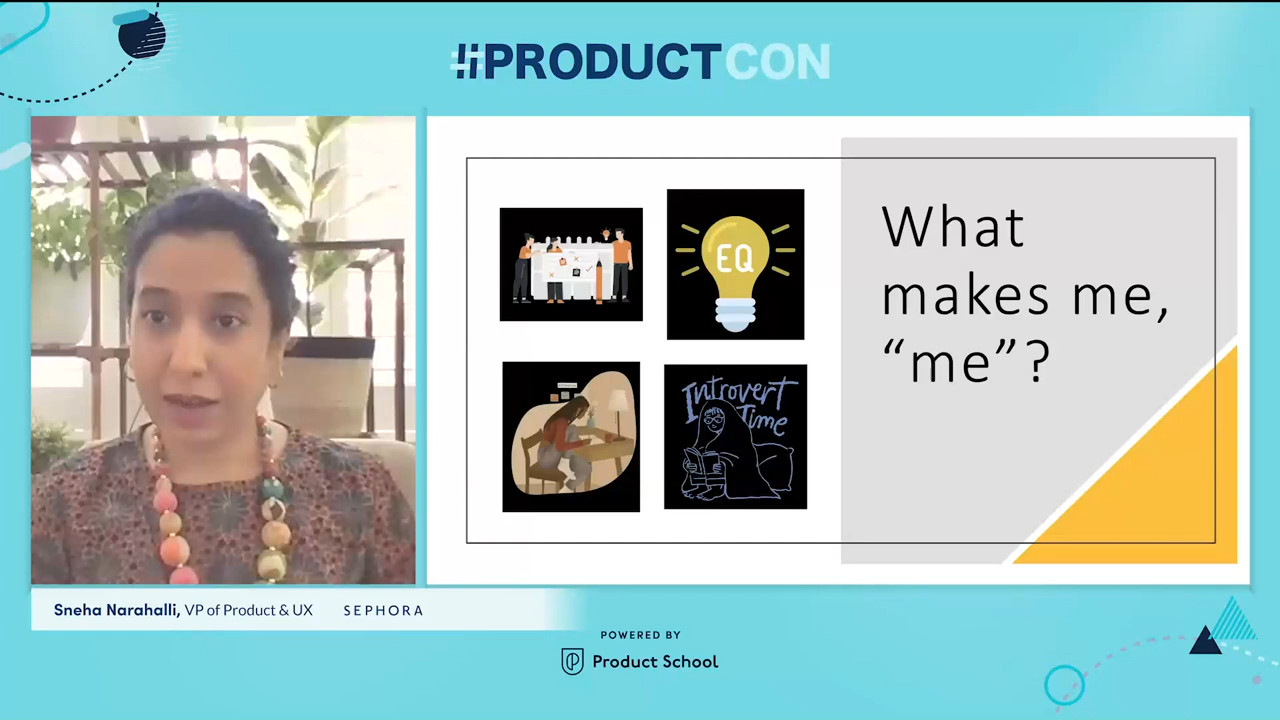 #PRODUCTCON
EQ
What
makes me,
“me”?
Introvert
Time
Sneha Narahalli, VP of Product & UX SEPHORA
POWERED BY
Product School